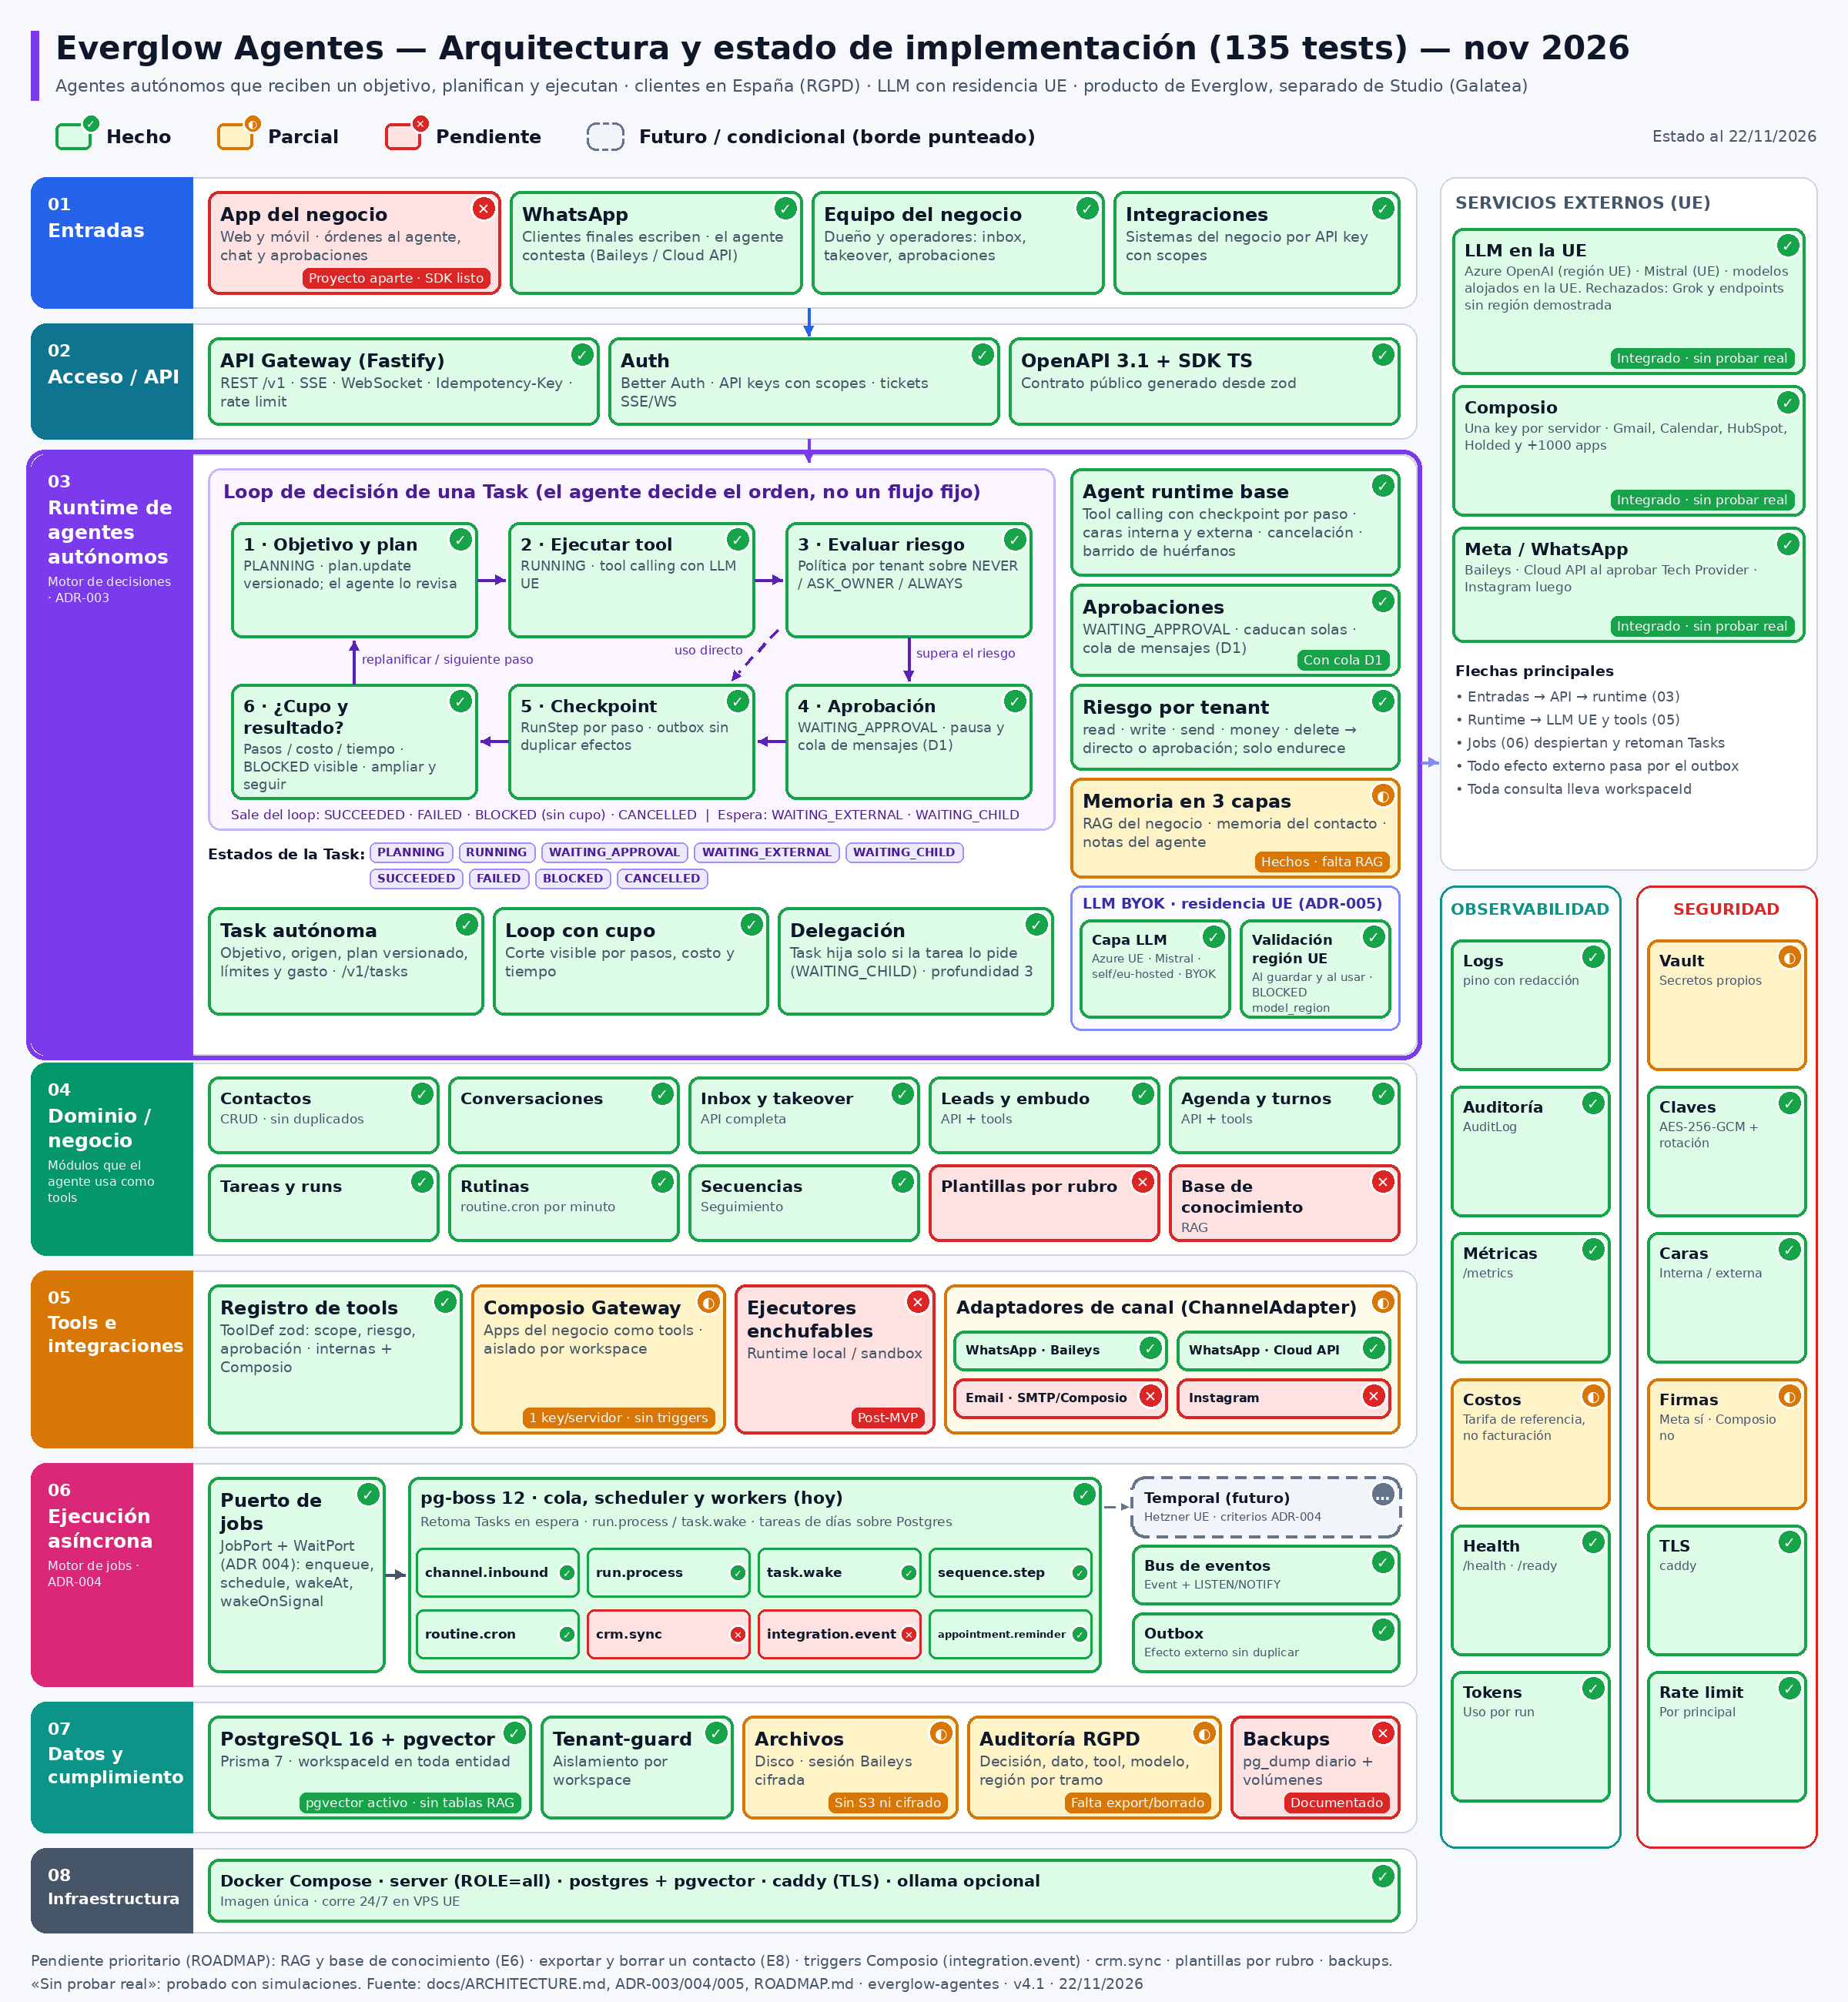 Everglow Agentes — Arquitectura y estado de implementación (135 tests) — nov 2026
Agentes autónomos que reciben un objetivo, planifican y ejecutan · clientes en España (RGPD) · LLM con residencia UE · producto de Everglow, separado de Studio (Galatea)
Hecho
Parcial
Pendiente
Futuro / condicional (borde punteado)
Estado al 22/11/2026
01
Entradas
App del negocio
Web y móvil · órdenes al agente,
chat y aprobaciones
Proyecto aparte · SDK listo
WhatsApp
Clientes finales escriben · el agente
contesta (Baileys / Cloud API)
Equipo del negocio
Dueño y operadores: inbox,
takeover, aprobaciones
Integraciones
Sistemas del negocio por API key
con scopes
02
Acceso / API
API Gateway (Fastify)
REST /v1 · SSE · WebSocket · Idempotency-Key ·
rate limit
Auth
Better Auth · API keys con scopes · tickets
SSE/WS
OpenAPI 3.1 + SDK TS
Contrato público generado desde zod
03
Runtime de
agentes
autónomos
Motor de decisiones
· ADR-003
Loop de decisión de una Task (el agente decide el orden, no un flujo fijo)
1 · Objetivo y plan
PLANNING · plan.update
versionado; el agente lo revisa
2 · Ejecutar tool
RUNNING · tool calling con LLM
UE
3 · Evaluar riesgo
Política por tenant sobre NEVER
/ ASK_OWNER / ALWAYS
replanificar / siguiente paso
uso directo
supera el riesgo
6 · ¿Cupo y
resultado?
Pasos / costo / tiempo ·
BLOCKED visible · ampliar y
seguir
5 · Checkpoint
RunStep por paso · outbox sin
duplicar efectos
4 · Aprobación
WAITING_APPROVAL · pausa y
cola de mensajes (D1)
Sale del loop: SUCCEEDED · FAILED · BLOCKED (sin cupo) · CANCELLED | Espera: WAITING_EXTERNAL · WAITING_CHILD
Estados de la Task:
PLANNING
RUNNING
WAITING_APPROVAL
WAITING_EXTERNAL
WAITING_CHILD
SUCCEEDED
FAILED
BLOCKED
CANCELLED
Task autónoma
Objetivo, origen, plan versionado,
límites y gasto · /v1/tasks
Loop con cupo
Corte visible por pasos, costo y
tiempo
Delegación
Task hija solo si la tarea lo pide
(WAITING_CHILD) · profundidad 3
Agent runtime base
Tool calling con checkpoint por paso ·
caras interna y externa · cancelación ·
barrido de huérfanos
Aprobaciones
WAITING_APPROVAL · caducan solas ·
cola de mensajes (D1)
Con cola D1
Riesgo por tenant
read · write · send · money · delete →
directo o aprobación; solo endurece
Memoria en 3 capas
RAG del negocio · memoria del contacto ·
notas del agente
Hechos · falta RAG
LLM BYOK · residencia UE (ADR-005)
Capa LLM
Azure UE · Mistral ·
self/eu-hosted · BYOK
Validación
región UE
Al guardar y al usar ·
BLOCKED
model_region
04
Dominio /
negocio
Módulos que el
agente usa como
tools
Contactos
CRUD · sin duplicados
Conversaciones
Inbox y takeover
API completa
Leads y embudo
API + tools
Agenda y turnos
API + tools
Tareas y runs
Rutinas
routine.cron por minuto
Secuencias
Seguimiento
Plantillas por rubro
Base de
conocimiento
RAG
05
Tools e
integraciones
Registro de tools
ToolDef zod: scope, riesgo,
aprobación · internas +
Composio
Composio Gateway
Apps del negocio como tools ·
aislado por workspace
1 key/servidor · sin triggers
Ejecutores
enchufables
Runtime local / sandbox
Post-MVP
Adaptadores de canal (ChannelAdapter)
WhatsApp · Baileys
WhatsApp · Cloud API
Email · SMTP/Composio
Instagram
06
Ejecución
asíncrona
Motor de jobs ·
ADR-004
Puerto de
jobs
JobPort + WaitPort
(ADR 004): enqueue,
schedule, wakeAt,
wakeOnSignal
pg-boss 12 · cola, scheduler y workers (hoy)
Retoma Tasks en espera · run.process / task.wake · tareas de días sobre Postgres
channel.inbound
run.process
task.wake
sequence.step
routine.cron
crm.sync
integration.event
appointment.reminder
Temporal (futuro)
Hetzner UE · criterios ADR-004
Bus de eventos
Event + LISTEN/NOTIFY
Outbox
Efecto externo sin duplicar
07
Datos y
cumplimiento
PostgreSQL 16 + pgvector
Prisma 7 · workspaceId en toda entidad
pgvector activo · sin tablas RAG
Tenant-guard
Aislamiento por
workspace
Archivos
Disco · sesión Baileys
cifrada
Sin S3 ni cifrado
Auditoría RGPD
Decisión, dato, tool, modelo,
región por tramo
Falta export/borrado
Backups
pg_dump diario +
volúmenes
Documentado
08
Infraestructura
Docker Compose · server (ROLE=all) · postgres + pgvector · caddy (TLS) · ollama opcional
Imagen única · corre 24/7 en VPS UE
SERVICIOS EXTERNOS (UE)
LLM en la UE
Azure OpenAI (región UE) · Mistral (UE) · modelos
alojados en la UE. Rechazados: Grok y endpoints
sin región demostrada
Integrado · sin probar real
Composio
Una key por servidor · Gmail, Calendar, HubSpot,
Holded y +1000 apps
Integrado · sin probar real
Meta / WhatsApp
Baileys · Cloud API al aprobar Tech Provider ·
Instagram luego
Integrado · sin probar real
Flechas principales
• Entradas → API → runtime (03)
• Runtime → LLM UE y tools (05)
• Jobs (06) despiertan y retoman Tasks
• Todo efecto externo pasa por el outbox
• Toda consulta lleva workspaceId
OBSERVABILIDAD
Logs
pino con redacción
Auditoría
AuditLog
Métricas
/metrics
Costos
Tarifa de referencia,
no facturación
Health
/health · /ready
Tokens
Uso por run
SEGURIDAD
Vault
Secretos propios
Claves
AES-256-GCM +
rotación
Caras
Interna / externa
Firmas
Meta sí · Composio
no
TLS
caddy
Rate limit
Por principal
Pendiente prioritario (ROADMAP): RAG y base de conocimiento (E6) · exportar y borrar un contacto (E8) · triggers Composio (integration.event) · crm.sync · plantillas por rubro · backups.
«Sin probar real»: probado con simulaciones. Fuente: docs/ARCHITECTURE.md, ADR-003/004/005, ROADMAP.md · everglow-agentes · v4.1 · 22/11/2026